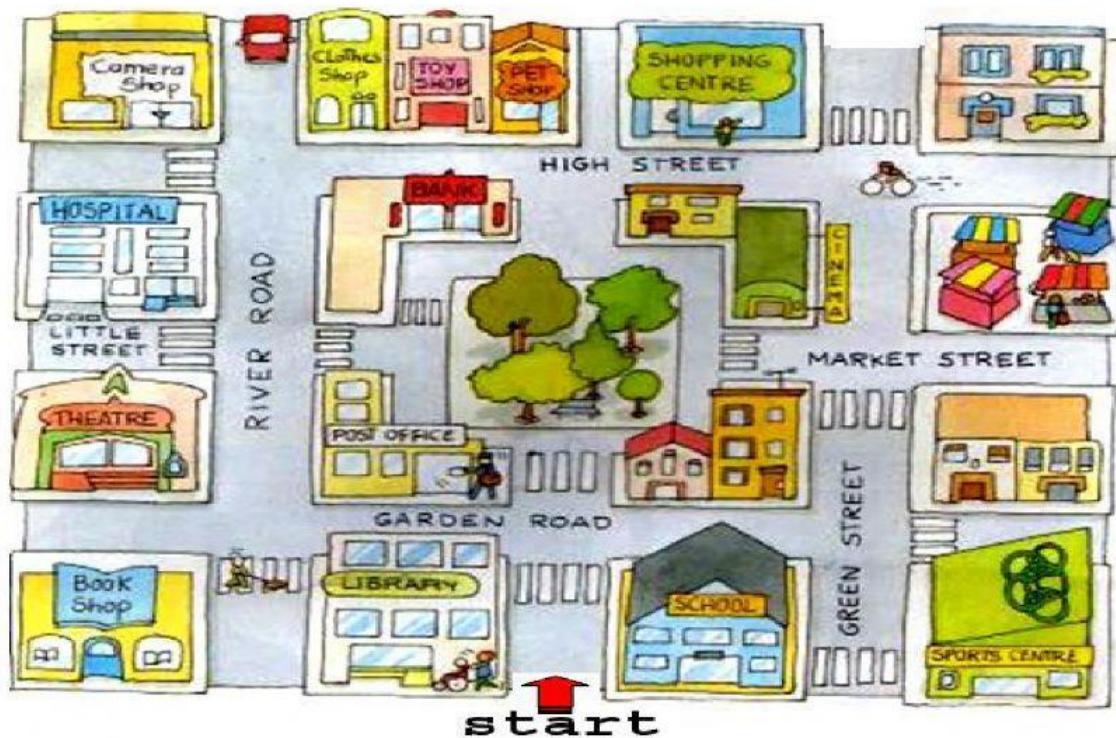 Camera
Shop
Clothes
Shop
TOY
SHOP
PET
SHOP
SHOPPING
CENTRE
HIGH STREET
HOSPITAL
BANK
CINEMA
LITTLE
STREET
RIVER ROAD
MARKET STREET
THEATRE
POST OFFICE
GARDEN ROAD
GREEN STREET
BOOK
Shop
LIBRARY
SCHOOL
SPORTS CENTRE
start